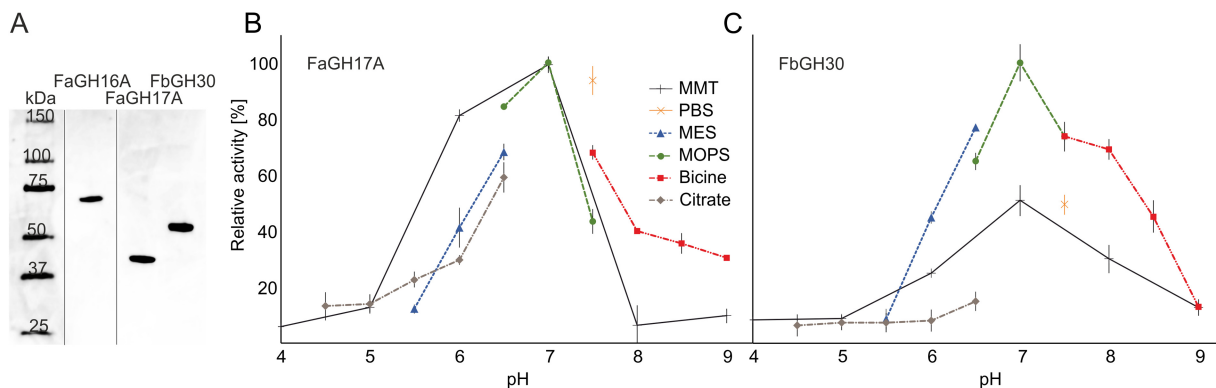 A
FaGH16A
FbGH30
kDa
FaGH17A
150
100
75
50
37
25
B
FaGH17A
Relative activity [%]
100
80
60
40
20
4 5 6 7 8 9
pH
MMT
PBS
MES
MOPS
Bicine
Citrate
C
FbGH30
4 5 6 7 8 9
pH